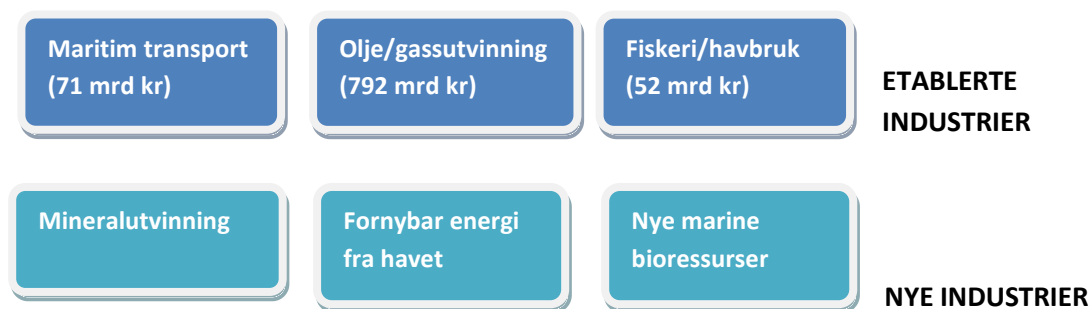 Maritim transport
(71 mrd kr)
Olje/gassutvinning
(792 mrd kr)
Fiskeri/havbruk
(52 mrd kr)
ETABLERTE
INDUSTRIER
Mineralutvinning
Fornybar energi
fra havet
Nye marine
bioressurser
NYE INDUSTRIER